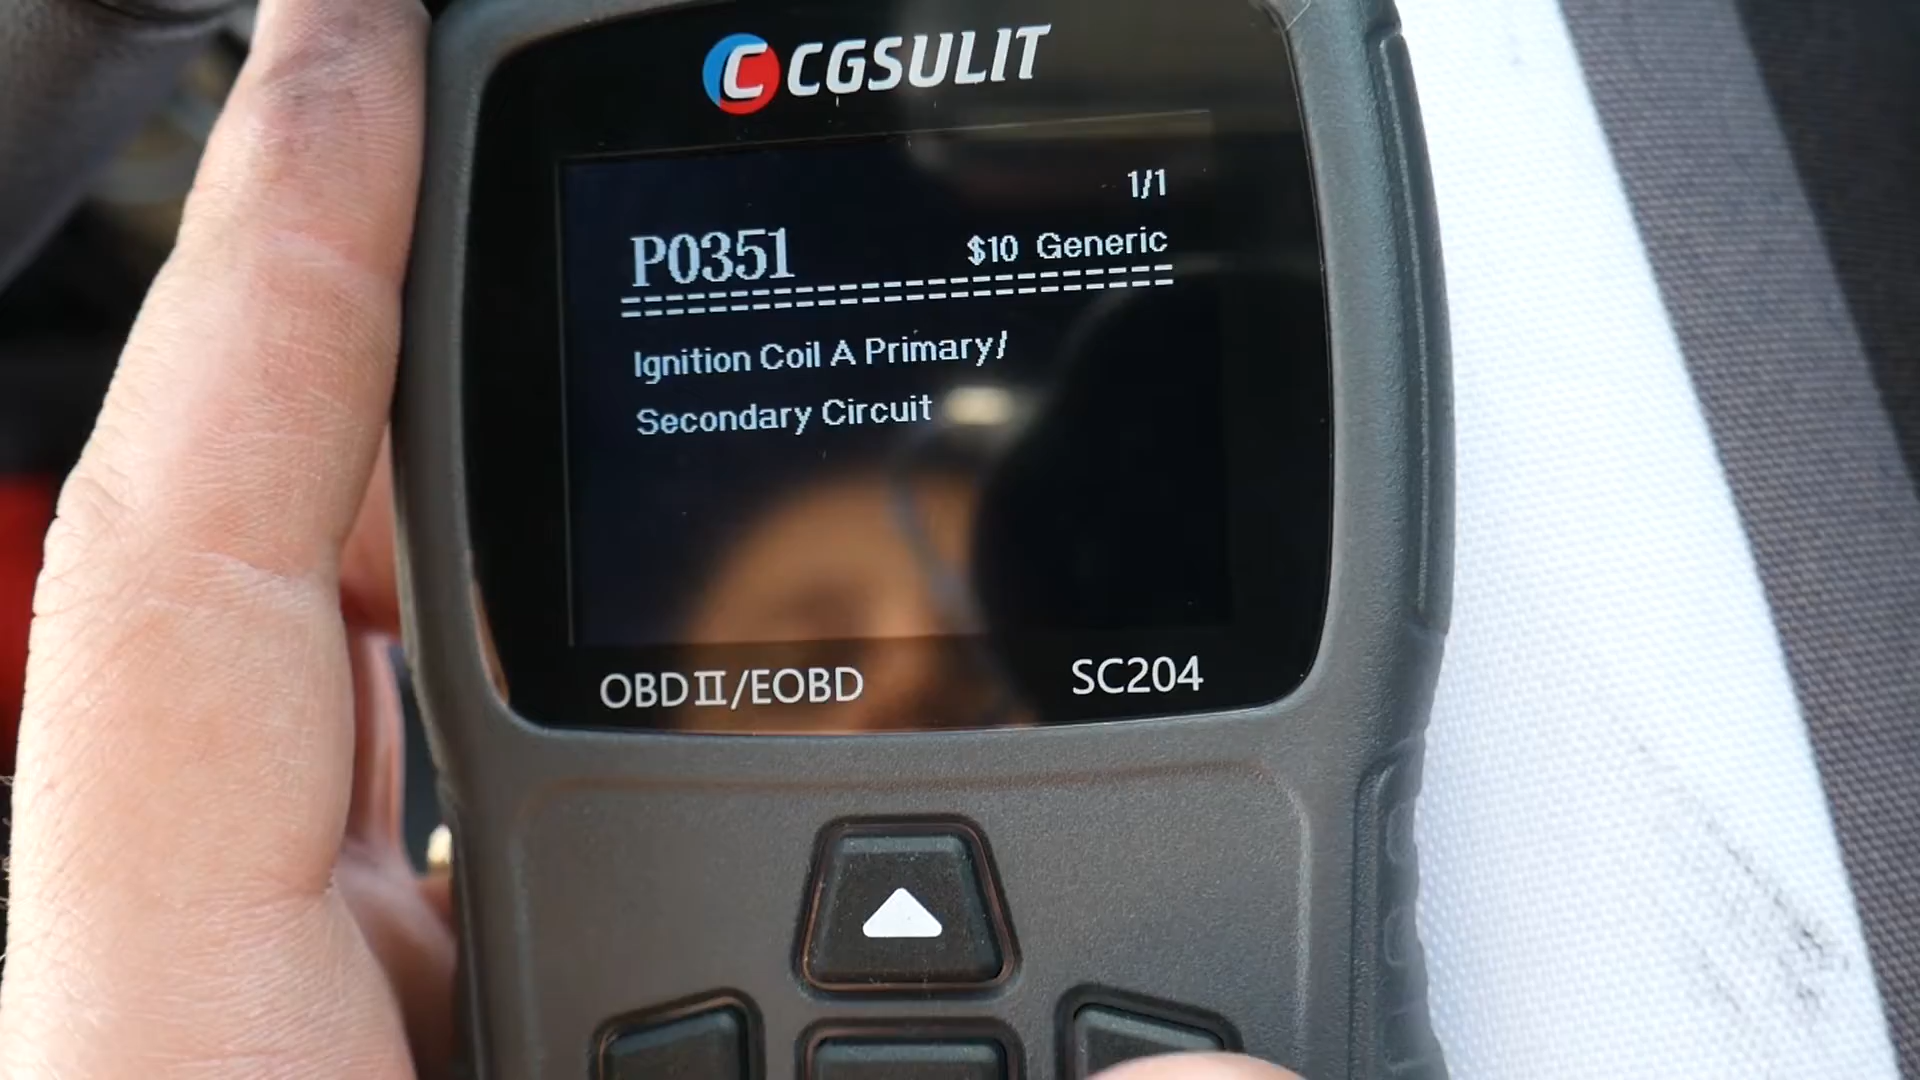 C CGSULIT
1/1
P0351 $10 Generic
========================
Ignition Coil A Primary/
Secondary Circuit
OBDⅡ/EOBD SC204